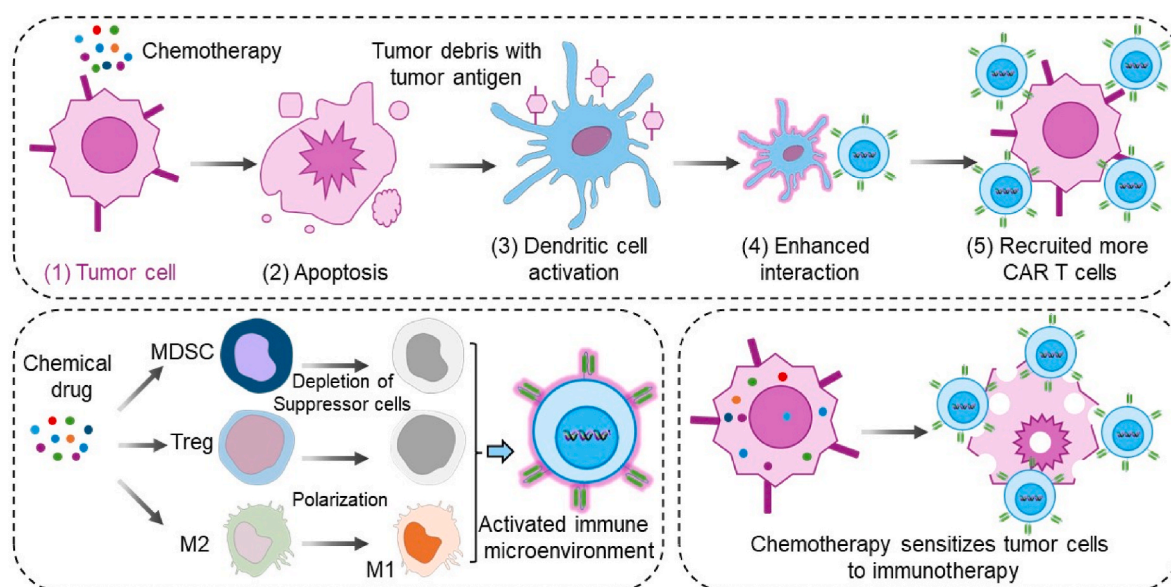 Chemotherapy
Tumor debris with
tumor antigen
(1) Tumor cell
(2) Apoptosis
(3) Dendritic cell
activation
(4) Enhanced
interaction
(5) Recruited more
CAR T cells
Chemical
drug
MDSC
Depletion of
Suppressor cells
Treg
Polarization
M2
M1
Activated immune
microenvironment
Chemotherapy sensitizes tumor cells
to immunotherapy